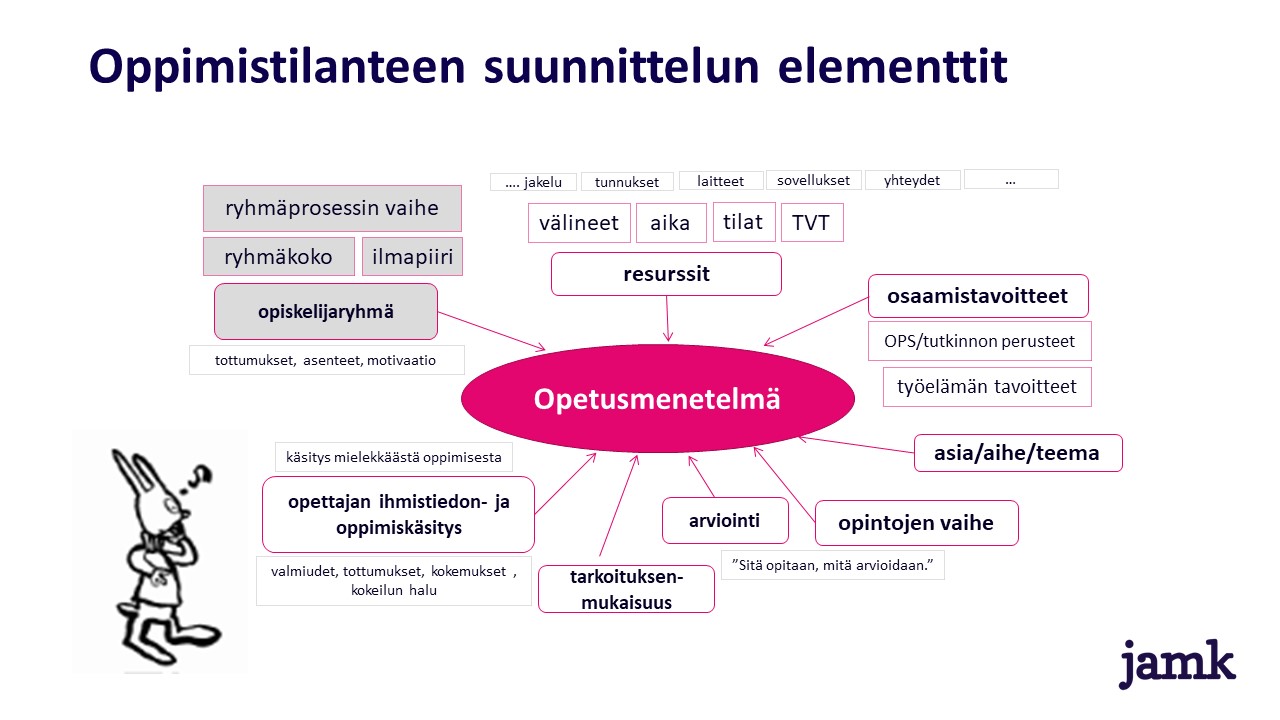 Oppimistilanteen suunnittelun elementtit
…. jakelu
tunnukset
laitteet
sovellukset
yhteydet
…
ryhmäprosessin vaihe
välineet
aika
tilat
TVT
ryhmäkoko
ilmapiiri
resurssit
opiskelijaryhmä
osaamistavoitteet
OPS/tutkinnon perusteet
tottumukset, asenteet, motivaatio
työelämän tavoitteet
Opetusmenetelmä
asia/aihe/teema
käsitys mielekkäästä oppimisesta
opettajan ihmistiedon- ja
oppimiskäsitys
arviointi
opintojen vaihe
”Sitä opitaan, mitä arvioidaan.”
valmiudet, tottumukset, kokemukset ,
kokeilun halu
tarkoituksen-
mukaisuus
?
jamk